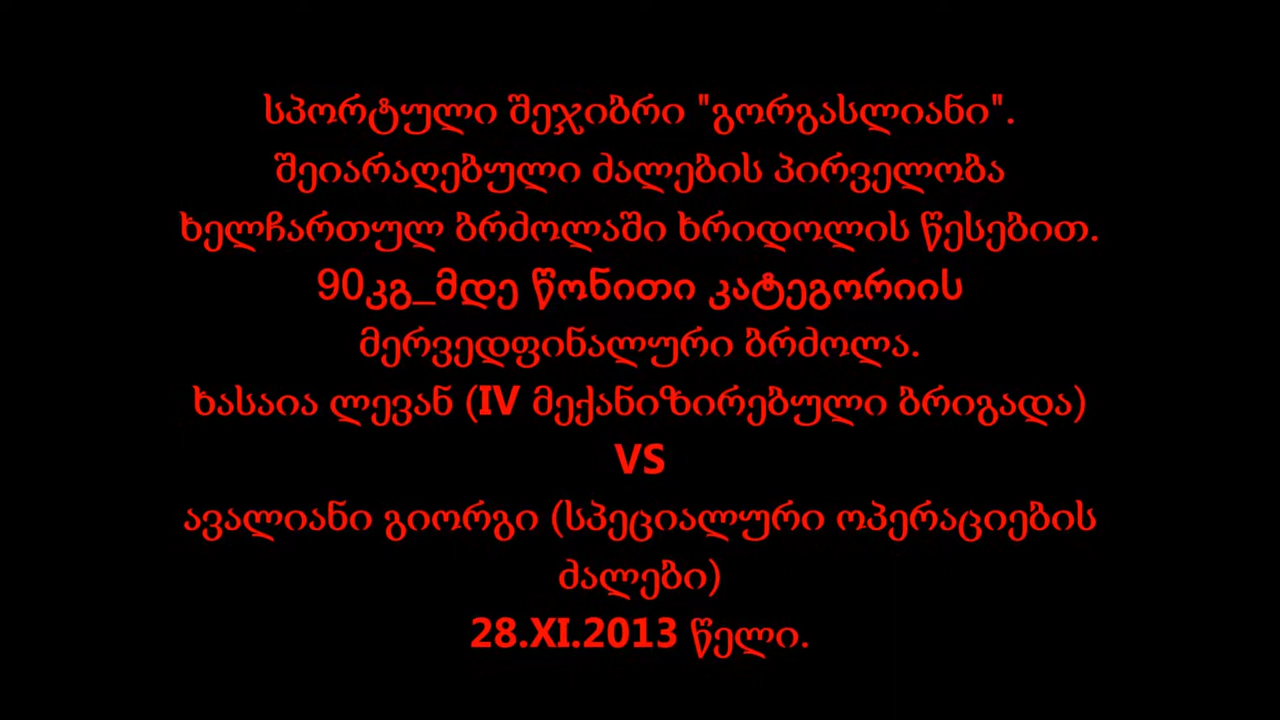 სპორტული შეჯიბრი "გორგასლიანი".
შეიარაღებული ძალების პირველობა
ხელჩართულ ბრძოლაში ხრიდოლის წესებით.
90კგ_მდე წონითი კატეგორიის
მერვედფინალური ბრძოლა.
ხასაია ლევან (IV მექანიზირებული ბრიგადა)
VS
ავალიანი გიორგი (სპეციალური ოპერაციების
ძალები)
28.XI.2013 წელი.